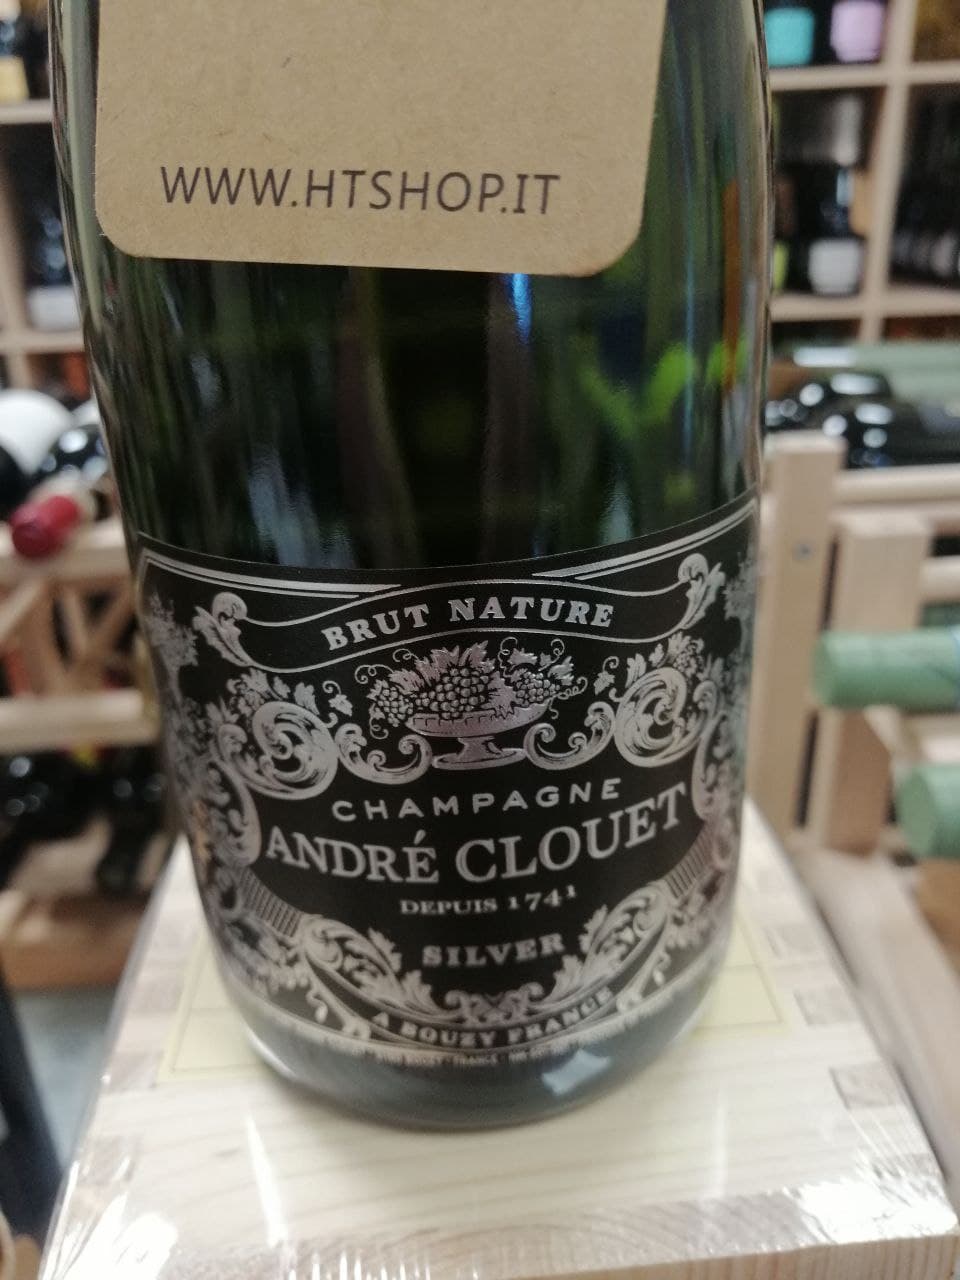 WWW.HTSHOP.IT
BRUT NATURE
CHAMPAGNE
ANDRÉ CLOUET
DEPUIS 1741
SILVER
A BOUZY FRANCE